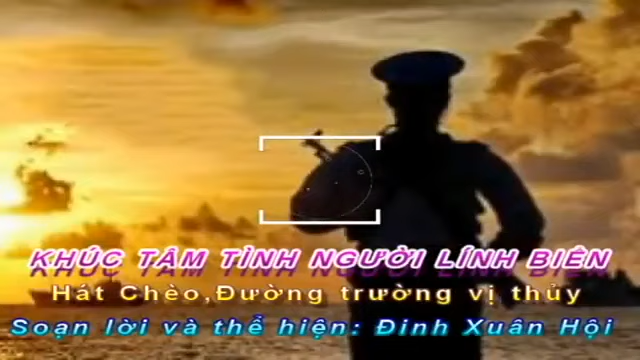 KHÚC TÂM TÌNH NGƯỜI LÍNH BIỂN
Hát Chèo,Đường trường vị thủy
Soạn lời và thể hiện: Đinh Xuân Hội